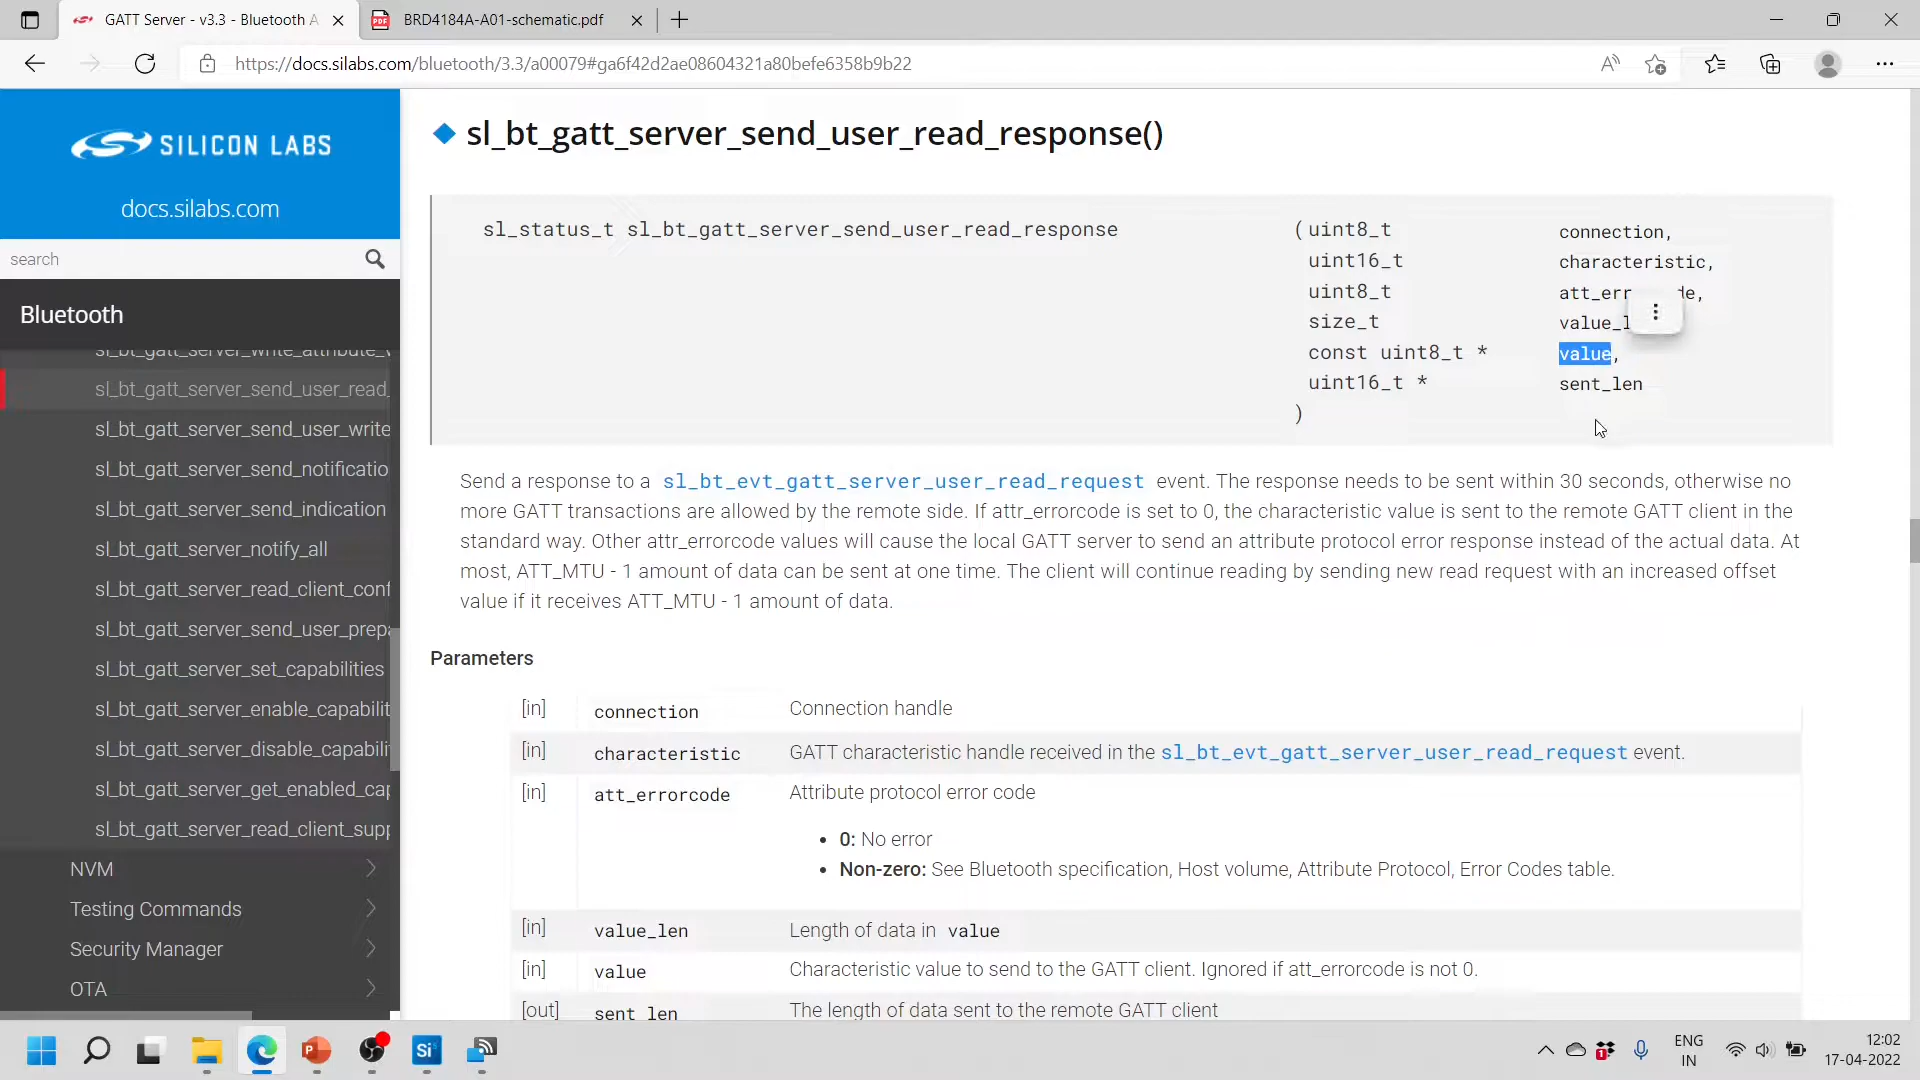 GATT Server - v3.3 - Bluetooth A
BRD4184A-A01-schematic.pdf
https://docs.silabs.com/bluetooth/3.3/a00079#ga6f42d2ae08604321a80befe6358b9b22
SILICON LABS
docs.silabs.com
search
Bluetooth
sl_bt_gatt_server_write_attribute_v
sl_bt_gatt_server_send_user_read_
sl_bt_gatt_server_send_user_write
sl_bt_gatt_server_send_notificatio
sl_bt_gatt_server_send_indication
sl_bt_gatt_server_notify_all
sl_bt_gatt_server_read_client_conf
sl_bt_gatt_server_send_user_prepa
sl_bt_gatt_server_set_capabilities
sl_bt_gatt_server_enable_capabilit
sl_bt_gatt_server_disable_capabili
sl_bt_gatt_server_get_enabled_cap
sl_bt_gatt_server_read_client_supp
NVM
Testing Commands
Security Manager
OTA
sl_bt_gatt_server_send_user_read_response()
sl_status_t sl_bt_gatt_server_send_user_read_response ( uint8_t connection,
uint16_t characteristic,
uint8_t
size_t
const uint8_t * value,
uint16_t * sent_len
)
Send a response to a sl_bt_evt_gatt_server_user_read_request event. The response needs to be sent within 30 seconds, otherwise no
more GATT transactions are allowed by the remote side. If attr_errorcode is set to 0, the characteristic value is sent to the remote GATT client in the
standard way. Other attr_errorcode values will cause the local GATT server to send an attribute protocol error response instead of the actual data. At
most, ATT_MTU - 1 amount of data can be sent at one time. The client will continue reading by sending new read request with an increased offset
value if it receives ATT_MTU - 1 amount of data.
Parameters
[in] connection Connection handle
[in] characteristic GATT characteristic handle received in the sl_bt_evt_gatt_server_user_read_request event.
[in] att_errorcode Attribute protocol error code
• 0: No error
• Non-zero: See Bluetooth specification, Host volume, Attribute Protocol, Error Codes table.
[in] value_len Length of data in value
[in] value Characteristic value to send to the GATT client. Ignored if att_errorcode is not 0.
[out] sent_len The length of data sent to the remote GATT client
ENG
IN
12:02
17-04-2022